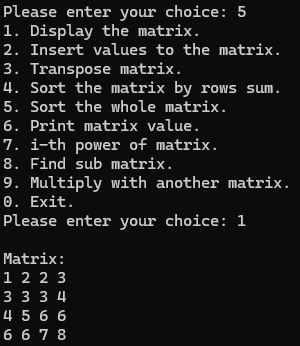 Please enter your choice: 5
1. Display the matrix.
2. Insert values to the matrix.
3. Transpose matrix.
4. Sort the matrix by rows sum.
5. Sort the whole matrix.
6. Print matrix value.
7. i-th power of matrix.
8. Find sub matrix.
9. Multiply with another matrix.
0. Exit.
Please enter your choice: 1
Matrix:
1 2 2 3
3 3 3 4
4 5 6 6
6 6 7 8